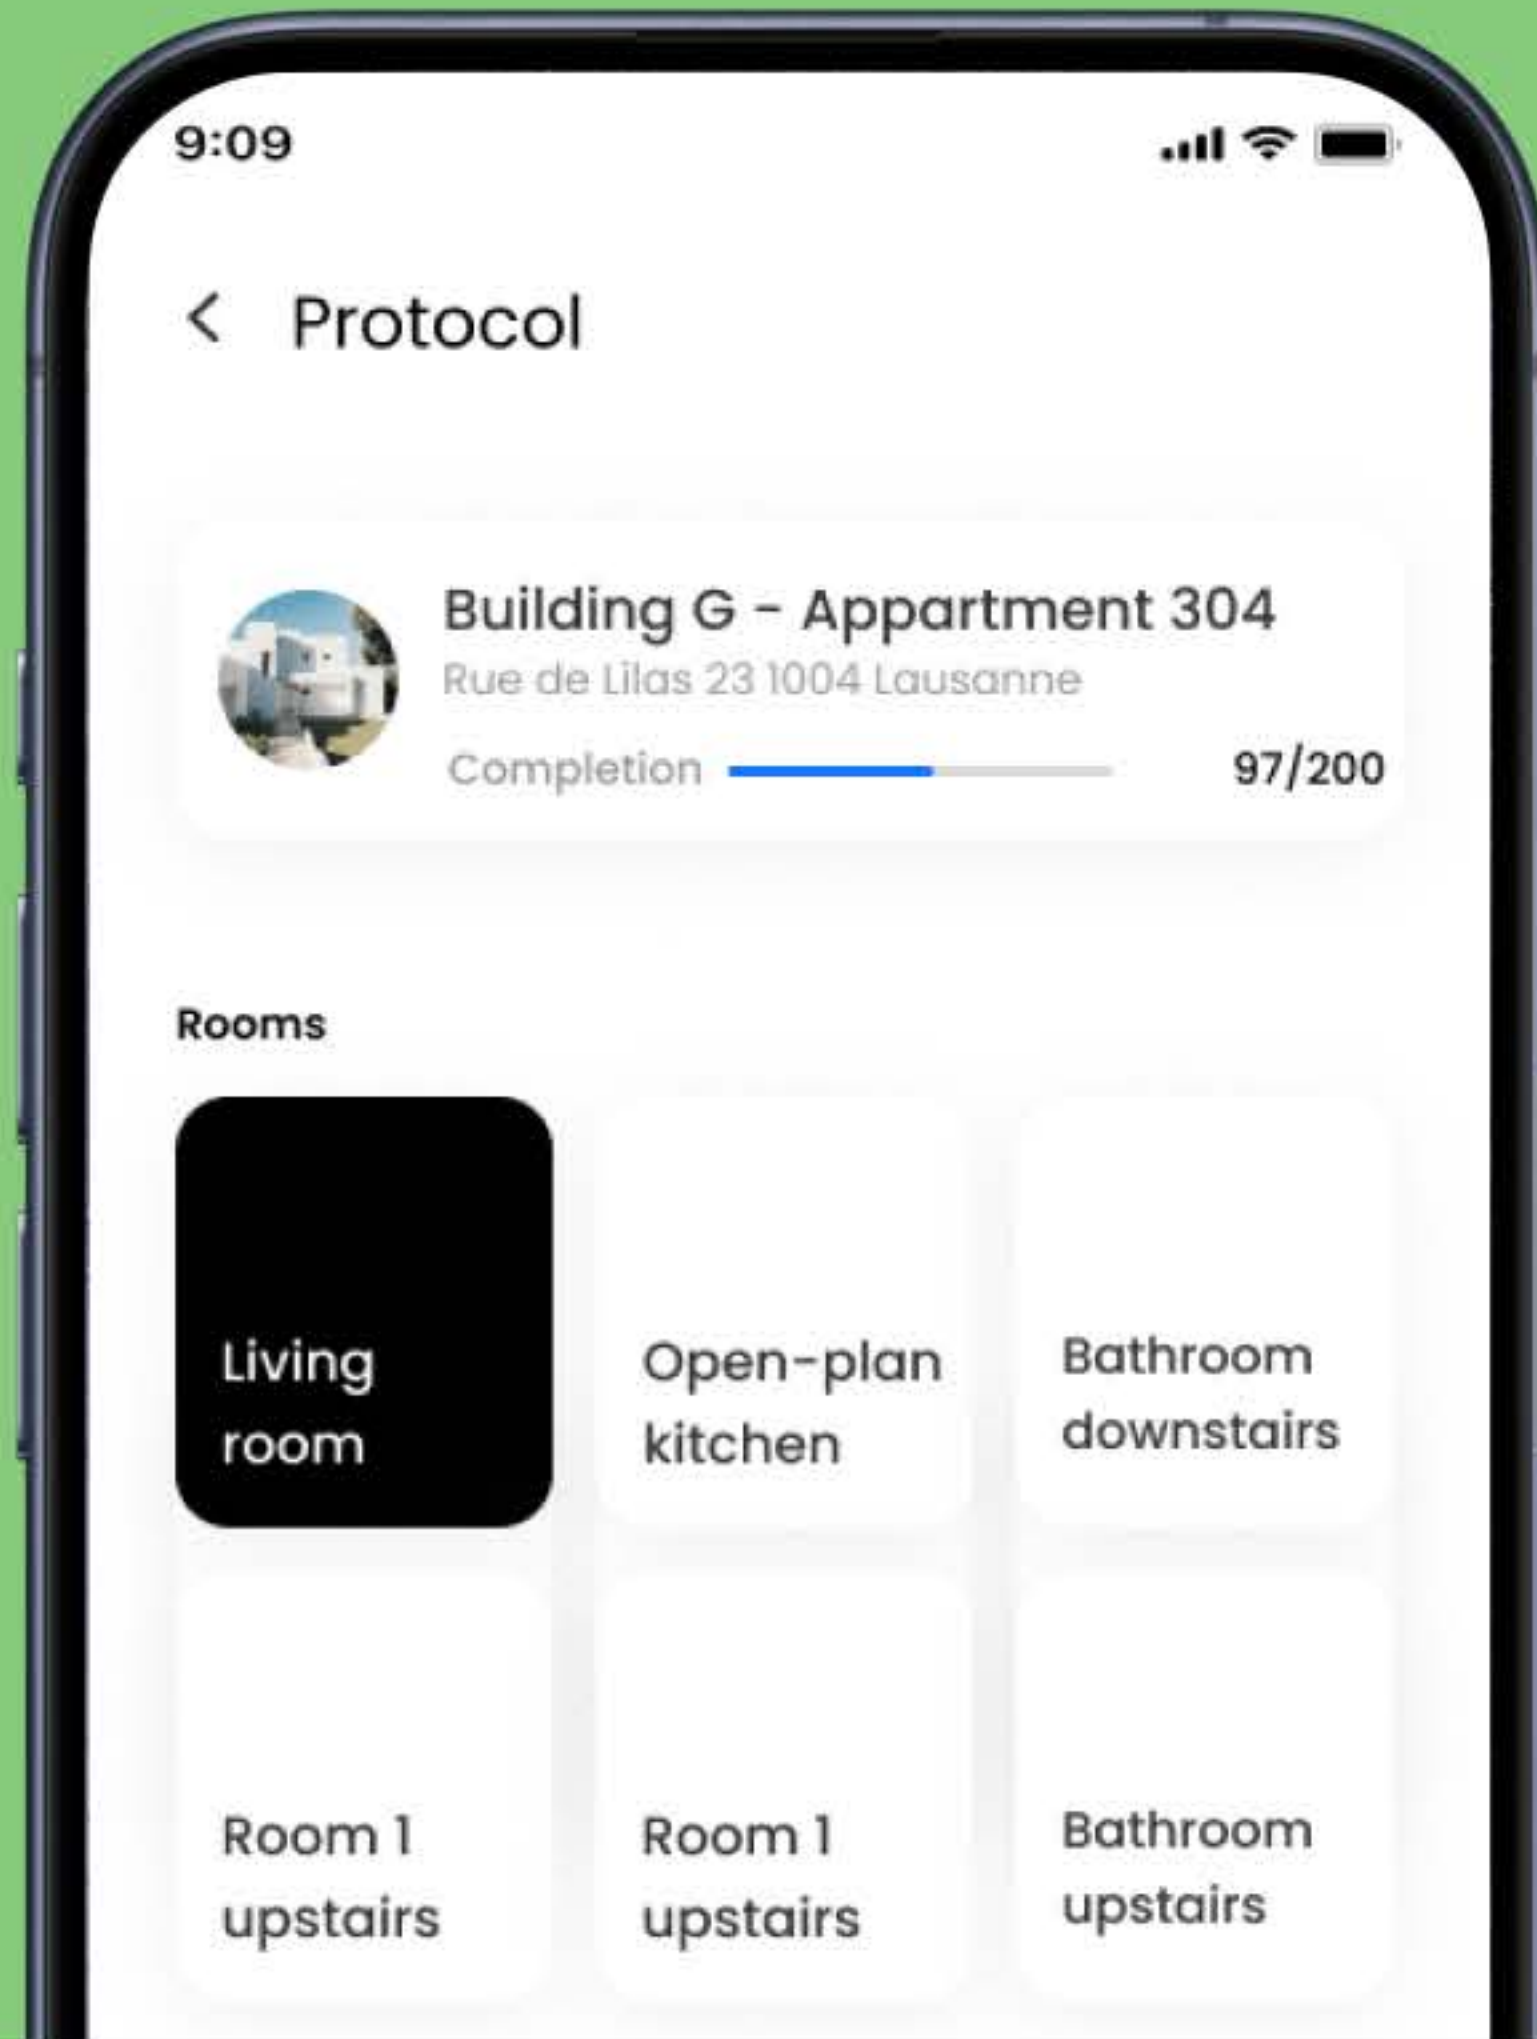 9:09
Protocol
Building G - Appartment 304
Rue de Lilas 23 1004 Lausanne
Completion 97/200
Rooms
Living
room
Open-plan
kitchen
Bathroom
downstairs
Room 1
upstairs
Room 1
upstairs
Bathroom
upstairs